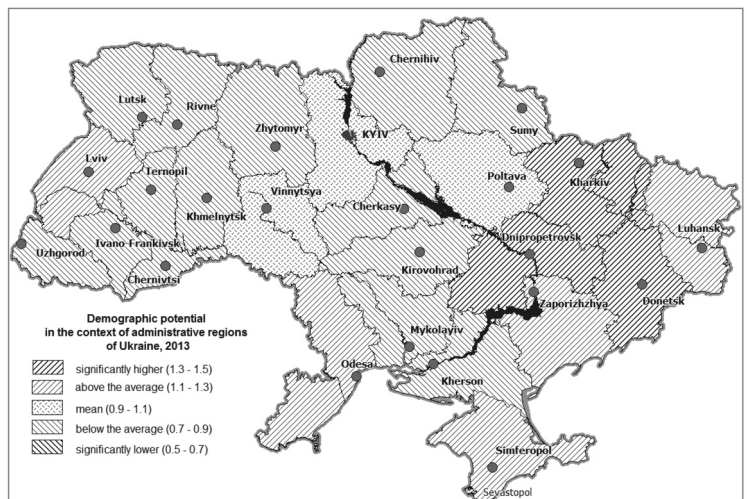 Chernihiv
Lutsk
Rivne
Sumy
Zhytomyr
KYIV
Lviv
Ternopil
Poltava
Kharkiv
Vinnytsya
Khmelnytsk
Cherkasy
Luhansk
Uzhgorod
Ivano-Frankivsk
Dnipropetrovsk
Chernivtsi
Kirovohrad
Zaporizhzhya
Donetsk
Demographic potential
in the context of administrative regions
of Ukraine, 2013
significantly higher (1.3 - 1.5)
above the average (1.1 - 1.3)
mean (0.9 - 1.1)
below the average (0.7 - 0.9)
significantly lower (0.5 - 0.7)
Mykolayiv
Odesa
Kherson
Simferopol
Sevastopol